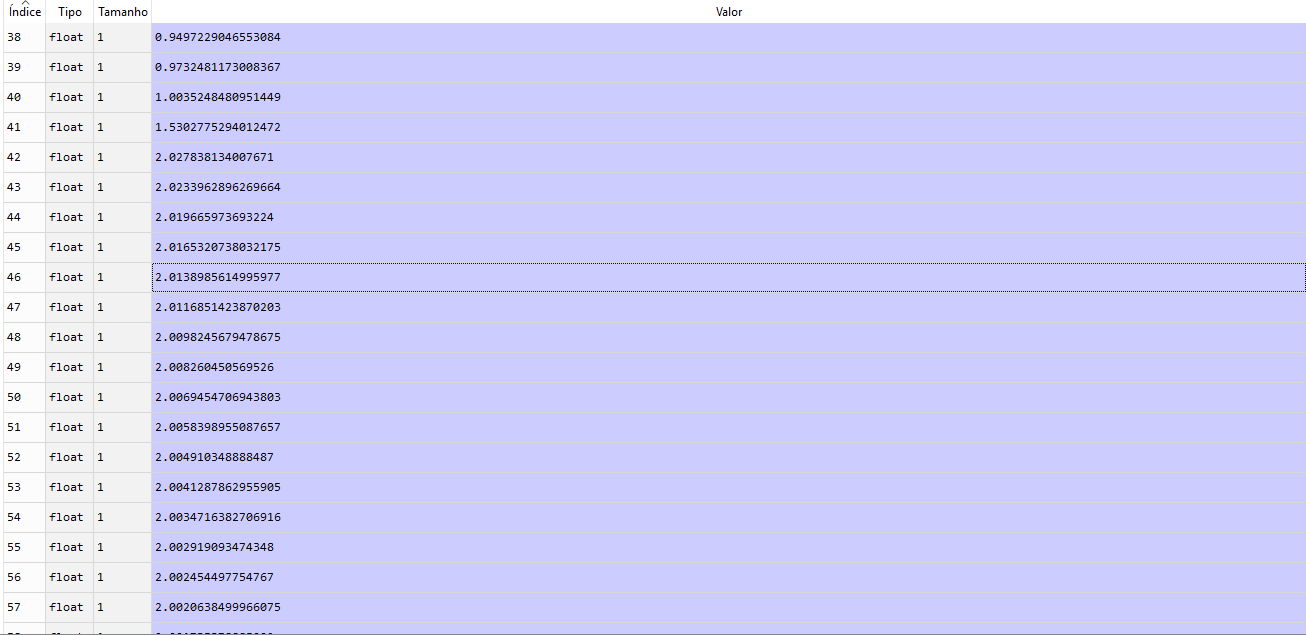 Índice Tipo Tamanho Valor
38 float 1 0.9497229046553084
39 float 1 0.9732481173008367
40 float 1 1.0035248480951449
41 float 1 1.5302775294012472
42 float 1 2.027838134007671
43 float 1 2.0233962896269664
44 float 1 2.019665973693224
45 float 1 2.0165320738032175
46 float 1 2.0138985614995977
47 float 1 2.0116851423870203
48 float 1 2.0098245679478675
49 float 1 2.008260450569526
50 float 1 2.0069454706943803
51 float 1 2.0058398955087657
52 float 1 2.004910348888487
53 float 1 2.0041287862955905
54 float 1 2.0034716382706916
55 float 1 2.002919093474348
56 float 1 2.002454497754767
57 float 1 2.0020638499966075